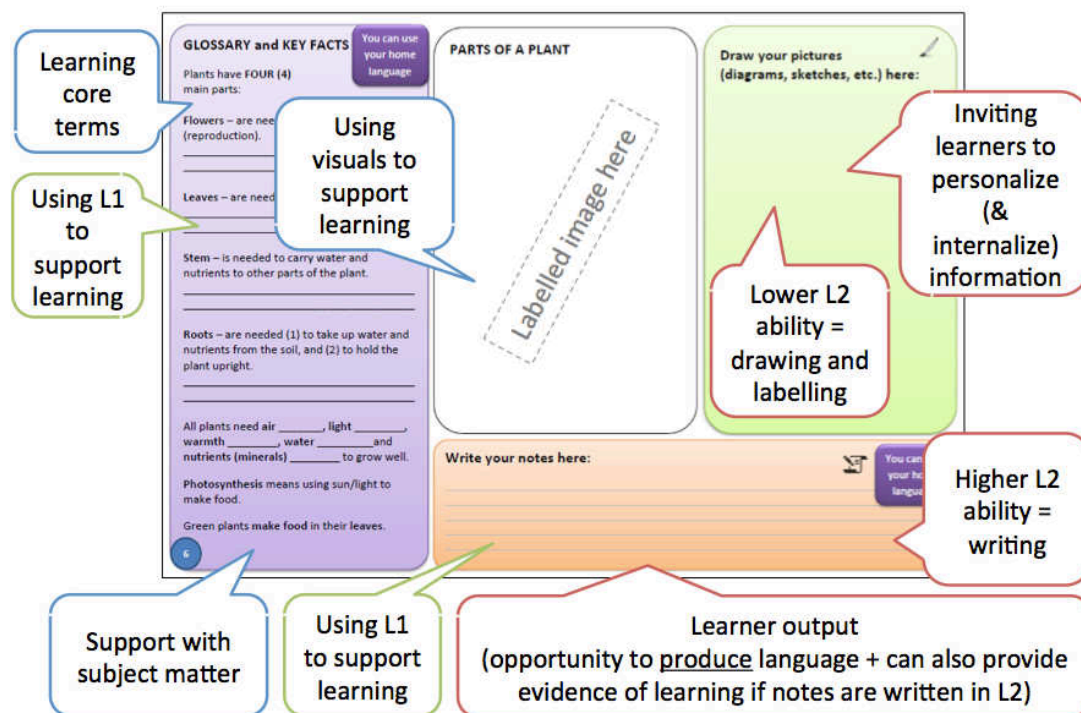 Learning
core
terms
GLOSSARY and KEY FACTS
You can use
your home
language
Plants have FOUR (4)
main parts:
Flowers – are nee
(reproduction).
Leaves – are need
Stem – is needed to carry water and
nutrients to other parts of the plant.
Roots – are needed (1) to take up water and
nutrients from the soil, and (2) to hold the
plant upright.
All plants need air _______, light ________,
warmth ________, water _________and
nutrients (minerals) _________ to grow well.
Photosynthesis means using sun/light to
make food.
Green plants make food in their leaves.
6
Using L1
to
support
learning
Using
visuals to
support
learning
PARTS OF A PLANT
Labelled image here
Draw your pictures
(diagrams, sketches, etc.) here:
Inviting
learners to
personalize
(&
internalize)
information
Lower L2
ability =
drawing and
labelling
Write your notes here:
You can
your ho
langua
Higher L2
ability =
writing
Support with
subject matter
Using L1
to support
learning
Learner output
(opportunity to produce language + can also provide
evidence of learning if notes are written in L2)